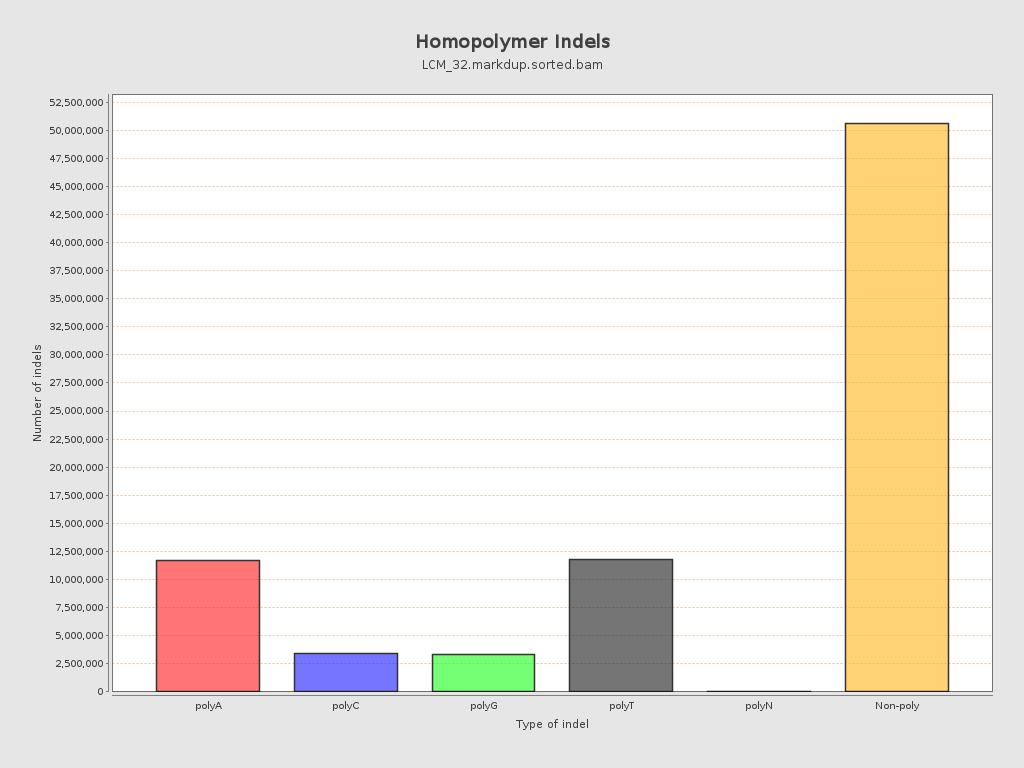 Homopolymer Indels
LCM_32.markdup.sorted.bam
52,500,000
50,000,000
47,500,000
45,000,000
42,500,000
40,000,000
37,500,000
35,000,000
32,500,000
30,000,000
27,500,000
25,000,000
22,500,000
20,000,000
17,500,000
15,000,000
12,500,000
10,000,000
7,500,000
5,000,000
2,500,000
0
Number of indels
polyA
polyC
polyG
polyT
polyN
Non-poly
Type of indel